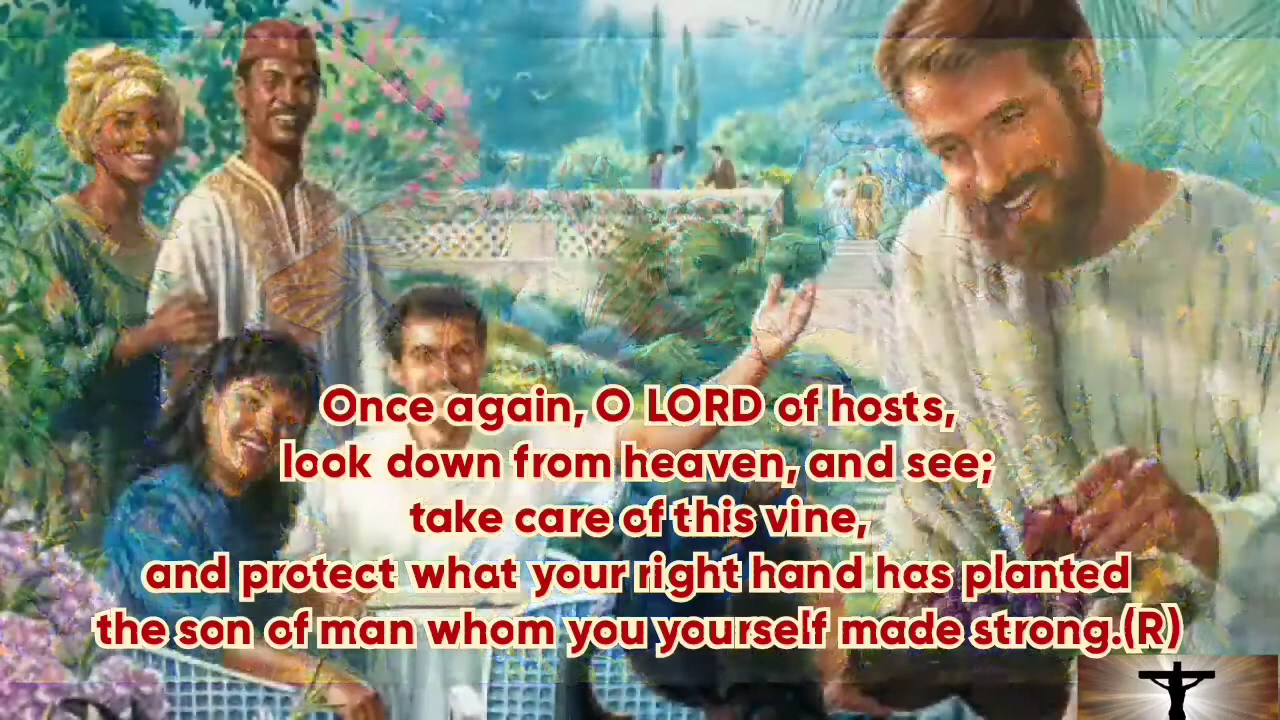 Once again, O LORD of hosts,
look down from heaven, and see;
take care of this vine,
and protect what your right hand has planted
the son of man whom you yourself made strong.(R)